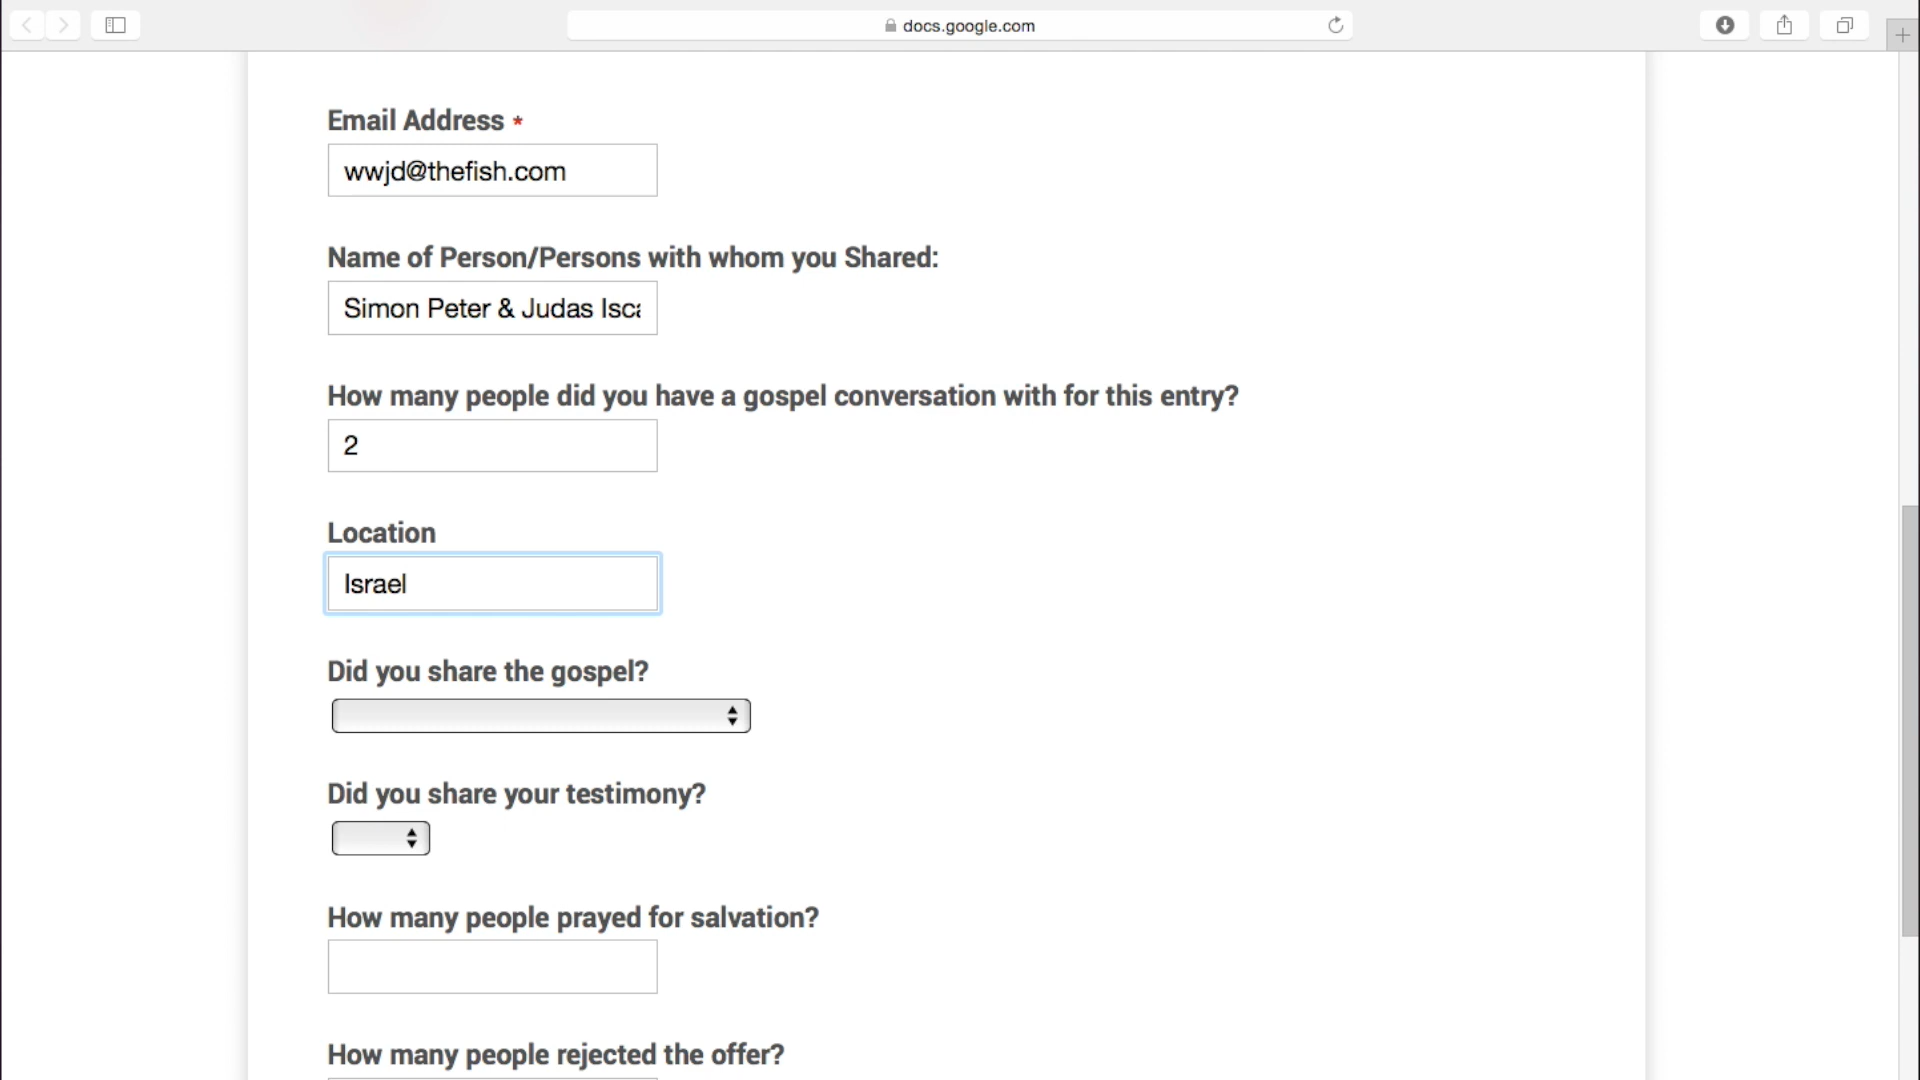 docs.google.com
Email Address *
wwjd@thefish.com
Name of Person/Persons with whom you Shared:
Simon Peter & Judas Isca
How many people did you have a gospel conversation with for this entry?
2
Location
Israel
Did you share the gospel?
Did you share your testimony?
How many people prayed for salvation?
How many people rejected the offer?